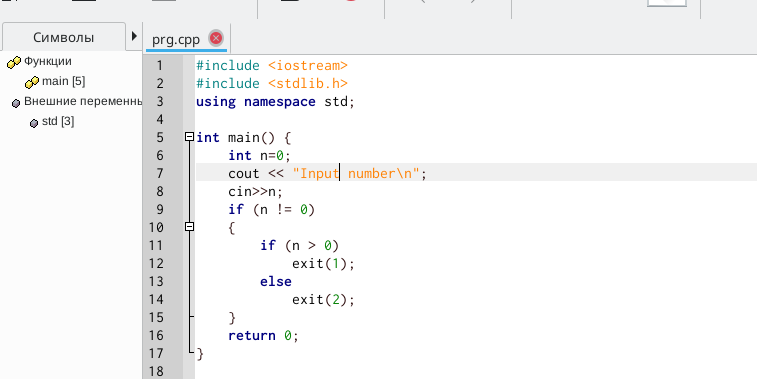 Символы
prg.cpp
Функции
main [5]
Внешние переменны
std [3]
1 #include <iostream>
2 #include <stdlib.h>
3 using namespace std;
4
5 int main() {
6     int n=0;
7     cout << "Input number\n";
8     cin>>n;
9     if (n != 0)
10     {
11         if (n > 0)
12             exit(1);
13         else
14             exit(2);
15     }
16     return 0;
17 }
18